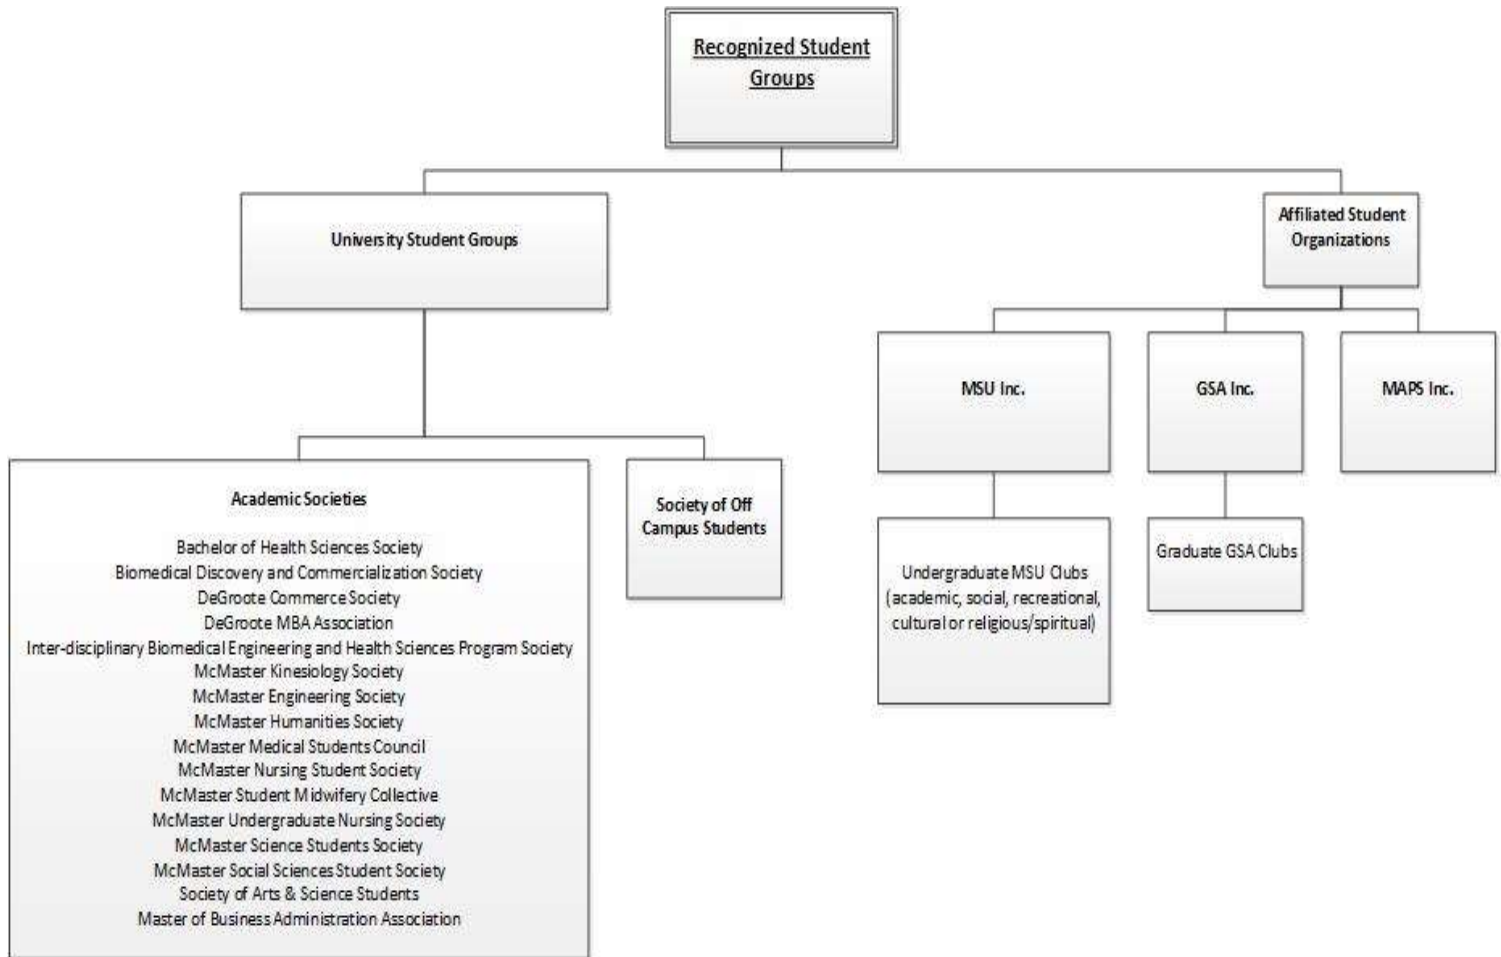 Recognized Student
Groups
University Student Groups
Affiliated Student
Organizations
MSU Inc.
GSA Inc.
MAPS Inc.
Academic Societies
Bachelor of Health Sciences Society
Biomedical Discovery and Commercialization Society
DeGroote Commerce Society
DeGroote MBA Association
Inter-disciplinary Biomedical Engineering and Health Sciences Program Society
McMaster Kinesiology Society
McMaster Engineering Society
McMaster Humanities Society
McMaster Medical Students Council
McMaster Nursing Student Society
McMaster Student Midwifery Collective
McMaster Undergraduate Nursing Society
McMaster Science Students Society
McMaster Social Sciences Student Society
Society of Arts & Science Students
Master of Business Administration Association
Society of Off
Campus Students
Undergraduate MSU Clubs
(academic, social, recreational,
cultural or religious/spiritual)
Graduate GSA Clubs